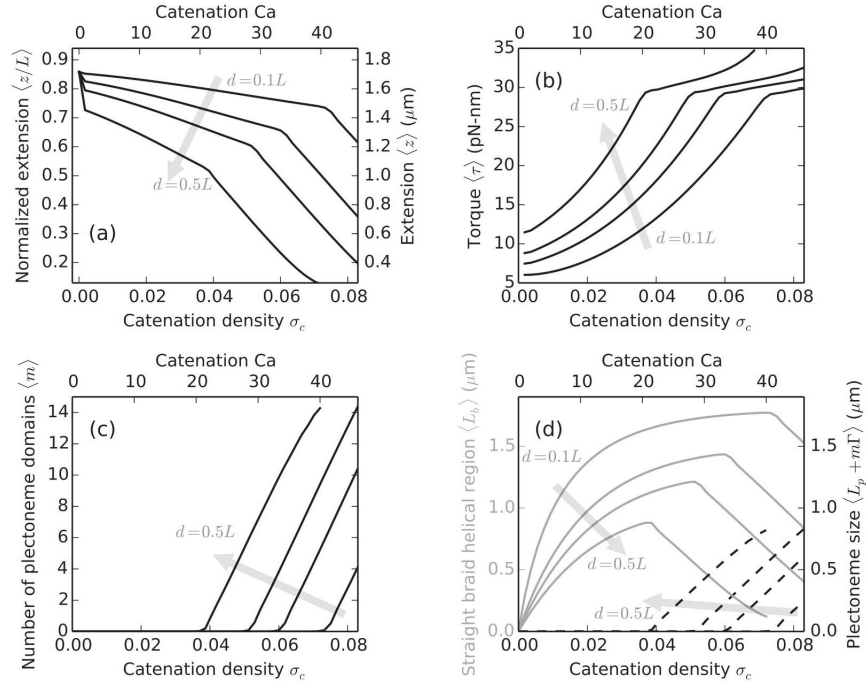 Catenation Ca
0 10 20 30 40
Normalized extension ⟨z/L⟩
0.9
0.8
0.7
0.6
0.5
0.4
0.3
0.2
d=0.1L
d=0.5L
(a)
1.8
1.6
1.4
1.2
1.0
0.8
0.6
0.4
Extension ⟨z⟩ (μm)
0.00 0.02 0.04 0.06 0.08
Catenation density σc
Catenation Ca
0 10 20 30 40
Torque ⟨τ⟩ (pN-nm)
35
30
25
20
15
10
5
(b)
d=0.5L
d=0.1L
0.00 0.02 0.04 0.06 0.08
Catenation density σc
Catenation Ca
0 10 20 30 40
Number of plectoneme domains ⟨m⟩
14
12
10
8
6
4
2
0
(c)
d=0.5L
0.00 0.02 0.04 0.06 0.08
Catenation density σc
Catenation Ca
0 10 20 30 40
Straight braid helical region ⟨Lb⟩ (μm)
1.5
1.0
0.5
0.0
(d)
d=0.1L
d=0.5L
d=0.5L
1.5
1.0
0.5
0.0
Plectoneme size ⟨Lp+mΓ⟩ (μm)
0.00 0.02 0.04 0.06 0.08
Catenation density σc